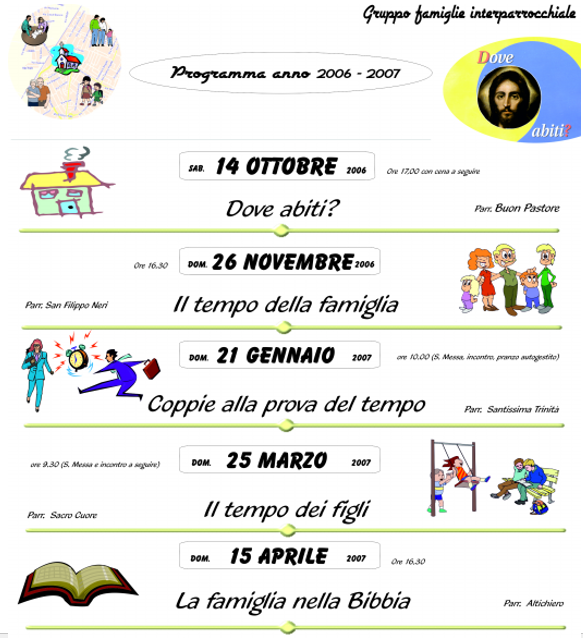 Gruppo famiglie interparrocchiale
Programma anno 2006 - 2007
Dove
abiti?
SAB. 14 OTTOBRE 2006 Ore 17,00 con cena a seguire
Dove abiti? Parr. Buon Pastore
Ore 16,30 DOM. 26 NOVEMBRE 2006
Parr. San Filippo Neri Il tempo della famiglia
DOM. 21 GENNAIO 2007 ore 10.00 (S. Messa, incontro, pranzo autogestito)
Coppie alla prova del tempo Parr. Santissima Trinità
ore 9.30 (S. Messa e incontro a seguire) DOM. 25 MARZO 2007
Parr. Sacro Cuore Il tempo dei figli
DOM. 15 APRILE 2007 Ore 16,30
La famiglia nella Bibbia Parr. Altichiero